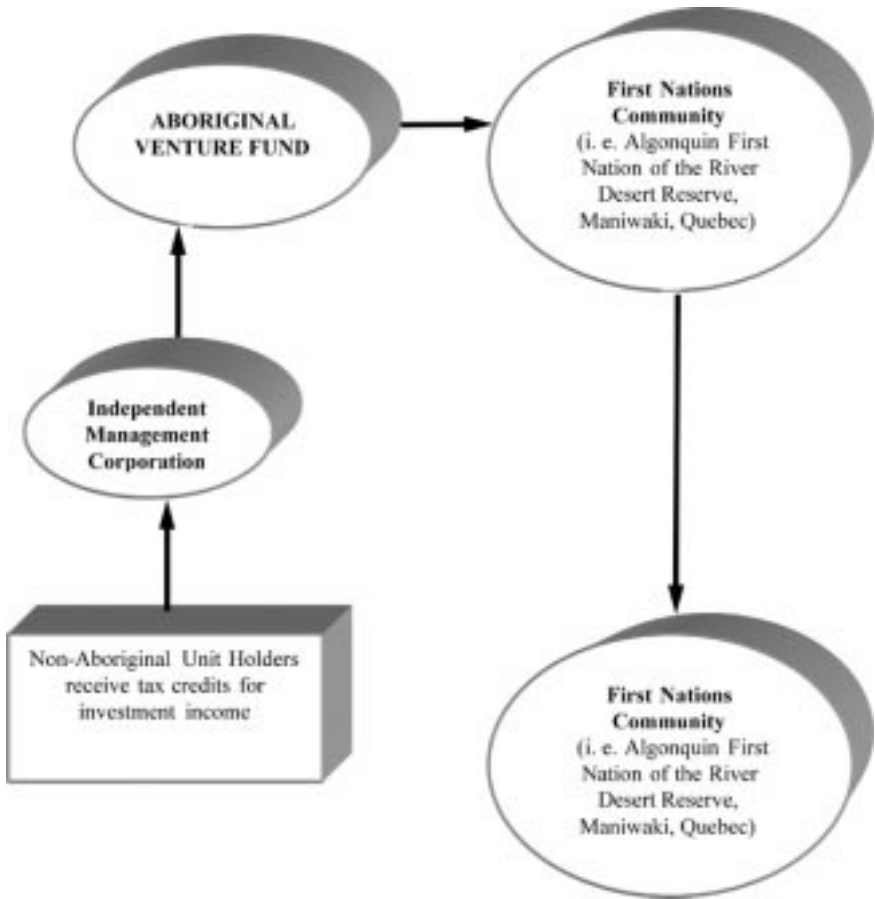 ABORIGINAL
VENTURE FUND
First Nations
Community
(i. e. Algonquin First
Nation of the River
Desert Reserve,
Maniwaki, Quebec)
Independent
Management
Corporation
Non-Aboriginal Unit Holders
receive tax credits for
investment income
First Nations
Community
(i. e. Algonquin First
Nation of the River
Desert Reserve,
Maniwaki, Quebec)